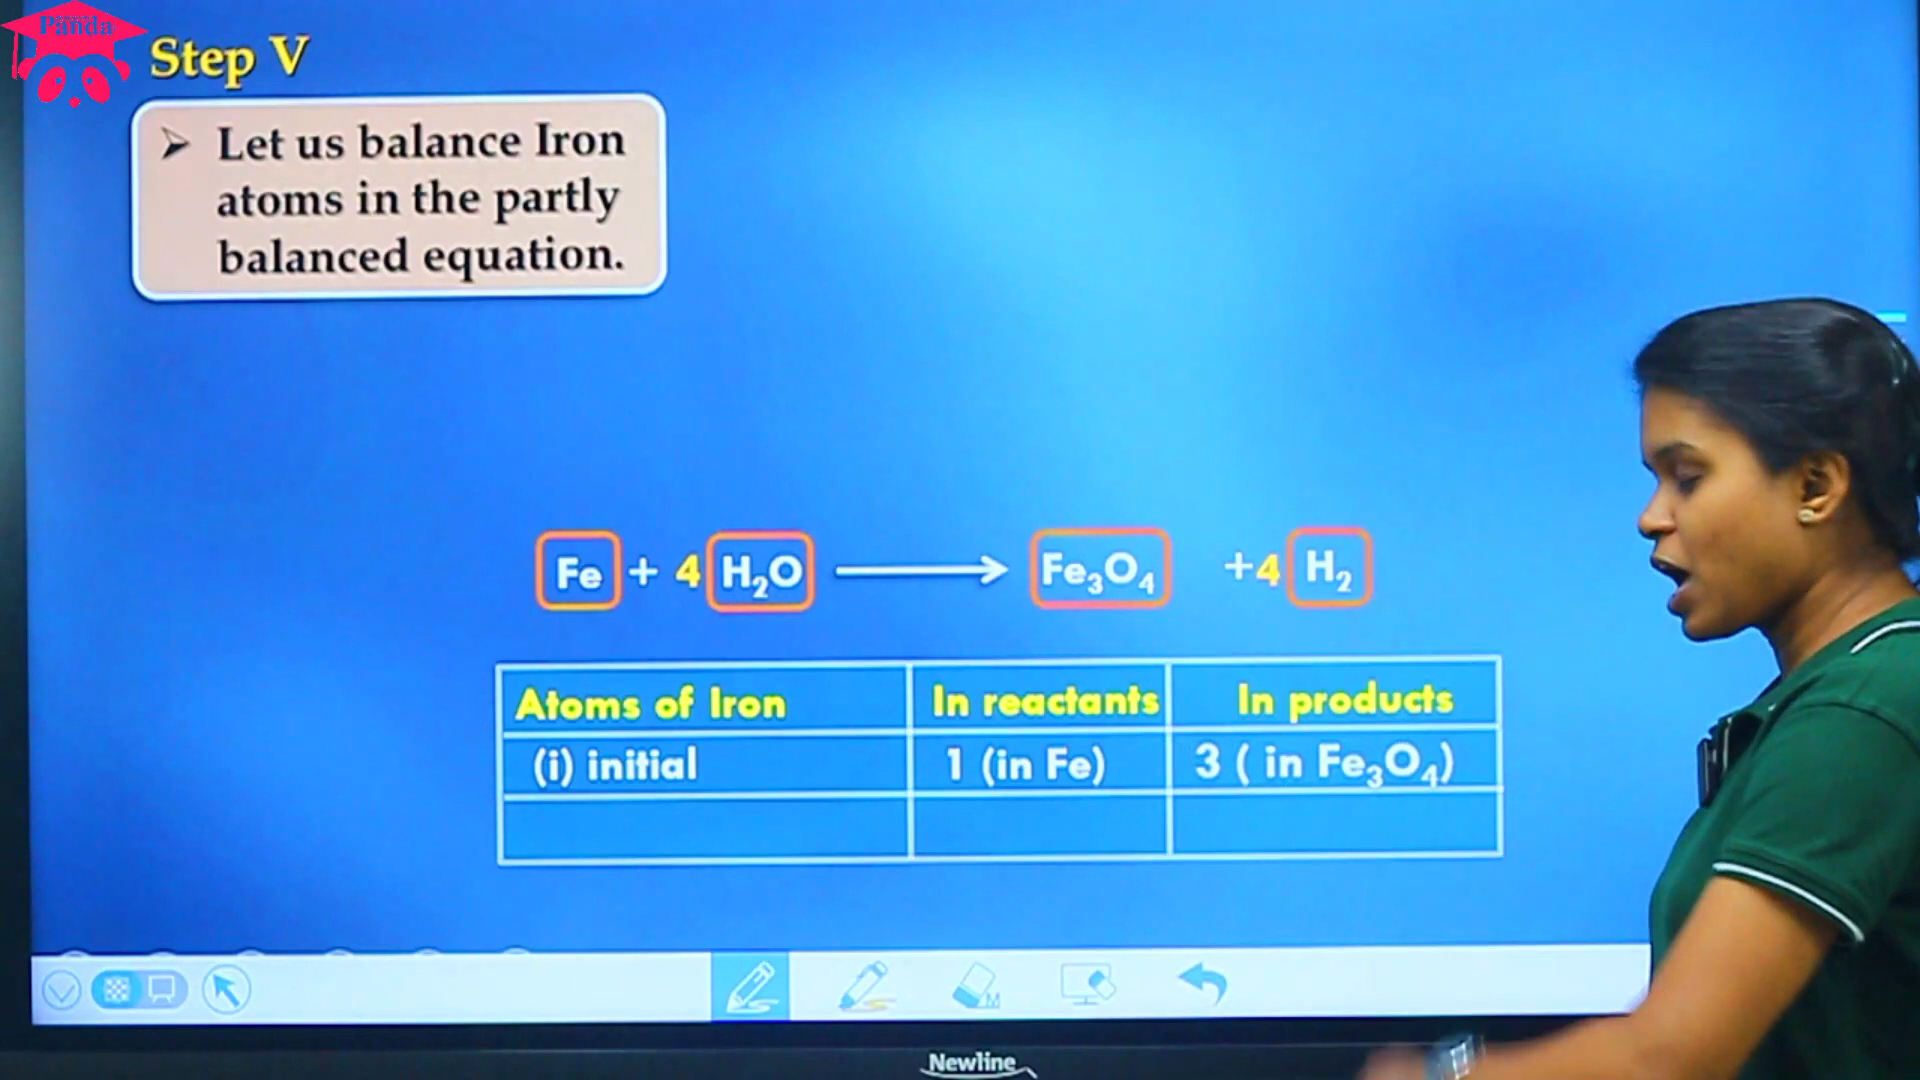 Panda
Step V
➢ Let us balance Iron
atoms in the partly
balanced equation.
Fe + 4 H₂O ⟶ Fe₃O₄ +4 H₂
Atoms of Iron In reactants In products
(i) initial 1 (in Fe) 3 ( in Fe₃O₄)
M
Newline